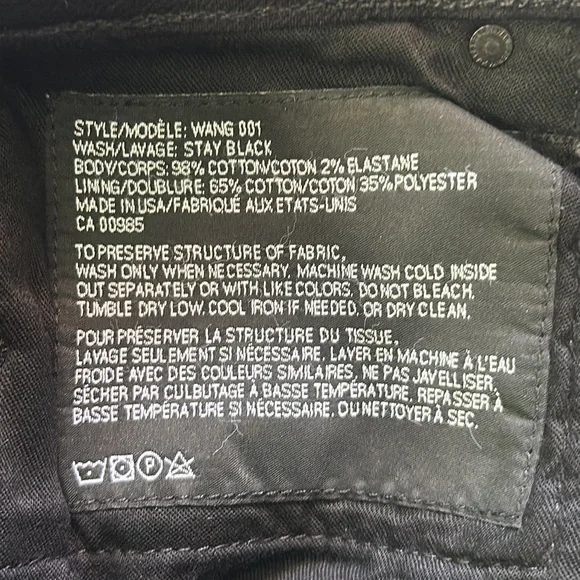 STYLE/MODÈLE: WANG 001
WASH/LAVAGE: STAY BLACK
BODY/CORPS: 98% COTTON/COTON 2% ELASTANE
LINING/DOUBLURE: 65% COTTON/COTON 35% POLYESTER
MADE IN USA/FABRIQUÉ AUX ETATS-UNIS
CA 00985
TO PRESERVE STRUCTURE OF FABRIC,
WASH ONLY WHEN NECESSARY. MACHINE WASH COLD INSIDE
OUT SEPARATELY OR WITH LIKE COLORS. DO NOT BLEACH.
TUMBLE DRY LOW. COOL IRON IF NEEDED. OR DRY CLEAN.
POUR PRÉSERVER LA STRUCTURE DU TISSUE,
LAVAGE SEULEMENT SI NÉCESSAIRE. LAVER EN MACHINE À L'EAU
FROIDE AVEC DES COULEURS SIMILAIRES. NE PAS JAVELLISER.
SÉCHER PAR CULBUTAGE À BASSE TEMPÉRATURE. REPASSER À
BASSE TEMPÉRATURE SI NÉCESSAIRE. OU NETTOYER À SEC.
P